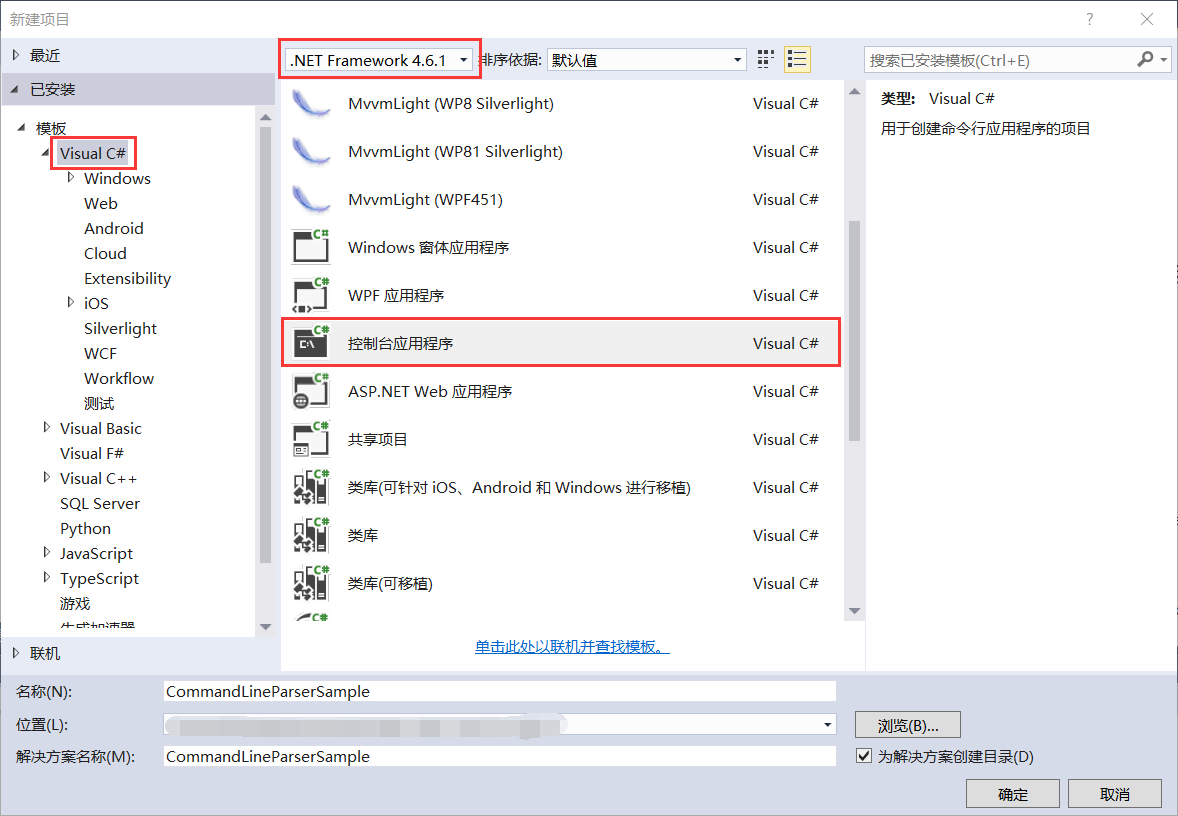 新建项目
?
最近
.NET Framework 4.6.1
排序依据:
默认值
搜索已安装模板(Ctrl+E)
已安装
模板
Visual C#
Windows
Web
Android
Cloud
Extensibility
iOS
Silverlight
WCF
Workflow
测试
Visual Basic
Visual F#
Visual C++
SQL Server
Python
JavaScript
TypeScript
游戏
生成加速器
联机
MvvmLight (WP8 Silverlight) Visual C#
MvvmLight (WP81 Silverlight) Visual C#
MvvmLight (WPF451) Visual C#
C# Windows 窗体应用程序 Visual C#
C# WPF 应用程序 Visual C#
C# C:\ 控制台应用程序 Visual C#
C# ASP.NET Web 应用程序 Visual C#
C# 共享项目 Visual C#
C# 类库(可针对 iOS、Android 和 Windows 进行移植) Visual C#
C# 类库 Visual C#
C# 类库(可移植) Visual C#
C#
单击此处以联机并查找模板。
类型: Visual C#
用于创建命令行应用程序的项目
名称(N): CommandLineParserSample
位置(L):
浏览(B)...
解决方案名称(M): CommandLineParserSample
为解决方案创建目录(D)
确定
取消